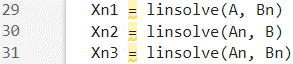 29 Xn1 = linsolve(A, Bn)
30 Xn2 = linsolve(An, B)
31 Xn3 = linsolve(An, Bn)